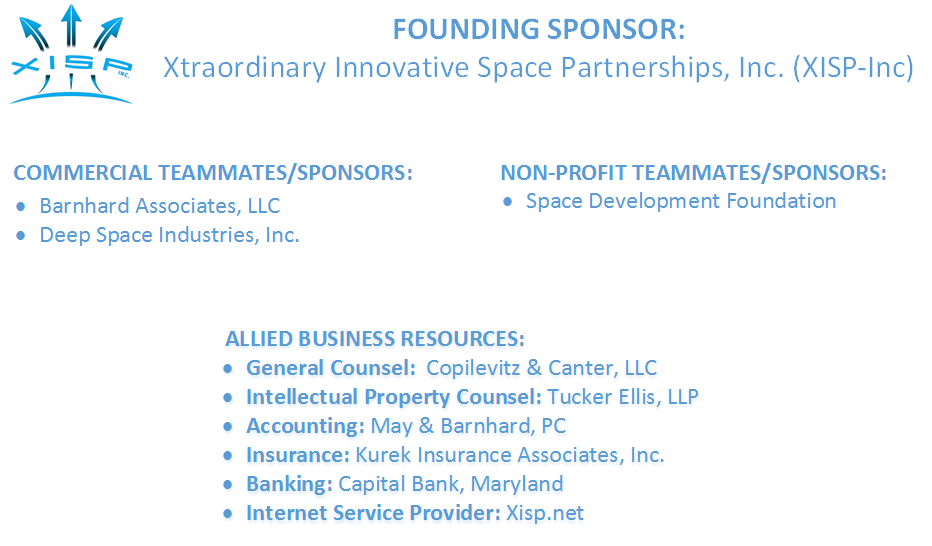 FOUNDING SPONSOR:
XISP
INC.
Xtraordinary Innovative Space Partnerships, Inc. (XISP-Inc)
COMMERCIAL TEAMMATES/SPONSORS:
• Barnhard Associates, LLC
• Deep Space Industries, Inc.
NON-PROFIT TEAMMATES/SPONSORS:
• Space Development Foundation
ALLIED BUSINESS RESOURCES:
• General Counsel: Copilevitz & Canter, LLC
• Intellectual Property Counsel: Tucker Ellis, LLP
• Accounting: May & Barnhard, PC
• Insurance: Kurek Insurance Associates, Inc.
• Banking: Capital Bank, Maryland
• Internet Service Provider: Xisp.net